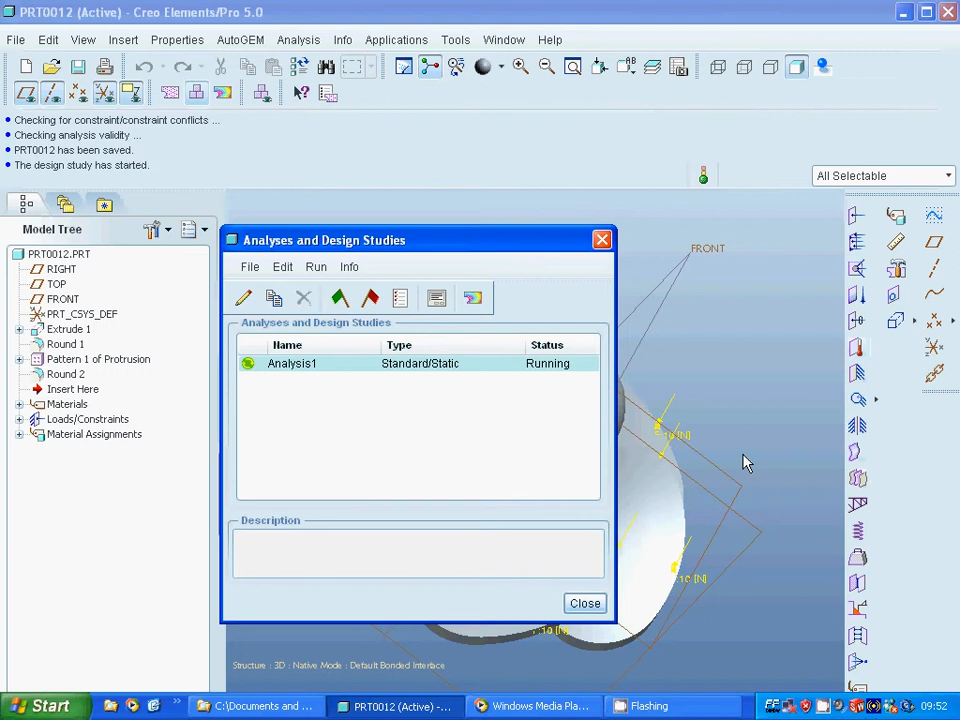 PRT0012 (Active) - Creo Elements/Pro 5.0
File Edit View Insert Properties AutoGEM Analysis Info Applications Tools Window Help
Checking for constraint/constraint conflicts ...
Checking analysis validity ...
PRT0012 has been saved.
The design study has started.
All Selectable
Model Tree
PRT0012.PRT
RIGHT
TOP
FRONT
PRT_CSYS_DEF
Extrude 1
Round 1
Pattern 1 of Protrusion
Round 2
Insert Here
Materials
Loads/Constraints
Material Assignments
Analyses and Design Studies
File Edit Run Info
Analyses and Design Studies
Name Type Status
Analysis1 Standard/Static Running
Description
Close
FRONT
10 [N]
10 [N]
10 [N]
Structure : 3D : Native Mode : Default Bonded Interface
Start
C:\Documents and ...
PRT0012 (Active) -...
Windows Media Pla...
Flashing
09:52